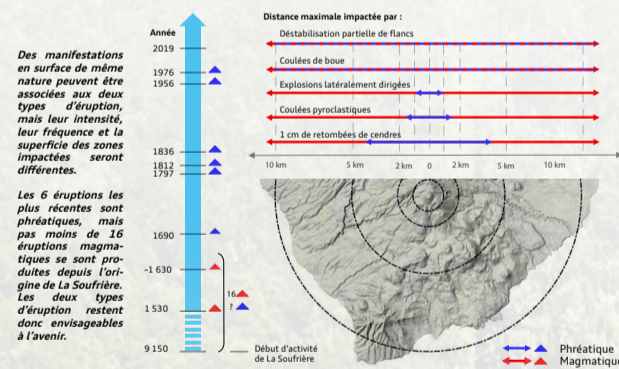 Des manifestations
en surface de même
nature peuvent être
associées aux deux
types d'éruption,
mais leur intensité,
leur fréquence et la
superficie des zones
impactées seront
différentes.
Les 6 éruptions les
plus récentes sont
phréatiques, mais
pas moins de 16
éruptions magma-
tiques se sont pro-
duites depuis l'ori-
gine de La Soufrière.
Les deux types
d'éruption restent
donc envisageables
à l'avenir.
Année
2019
1976
1956
1836
1812
1797
1690
~1 630
1 530
9 150
16
?
Début d'activité
de La Soufrière
Distance maximale impactée par :
Déstabilisation partielle de flancs
Coulées de boue
Explosions latéralement dirigées
Coulées pyroclastiques
1 cm de retombées de cendres
10 km 5 km 2 km 0 2 km 5 km 10 km
Phréatique
Magmatique